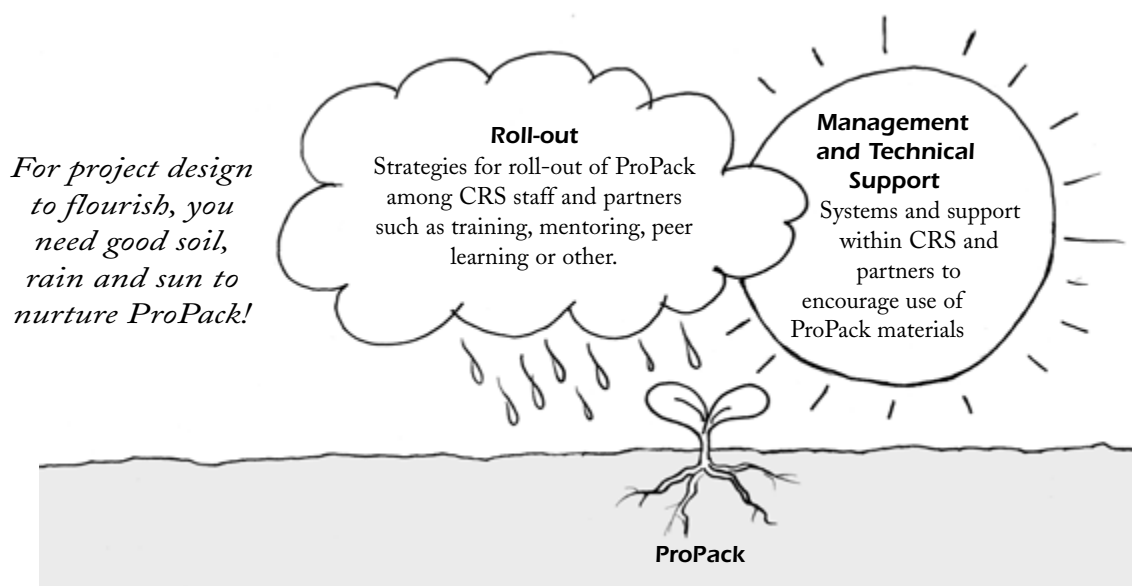 For project design
to flourish, you
need good soil,
rain and sun to
nurture ProPack!
Roll-out
Strategies for roll-out of ProPack
among CRS staff and partners
such as training, mentoring, peer
learning or other.
Management
and Technical
Support
Systems and support
within CRS and
partners to
encourage use of
ProPack materials
ProPack